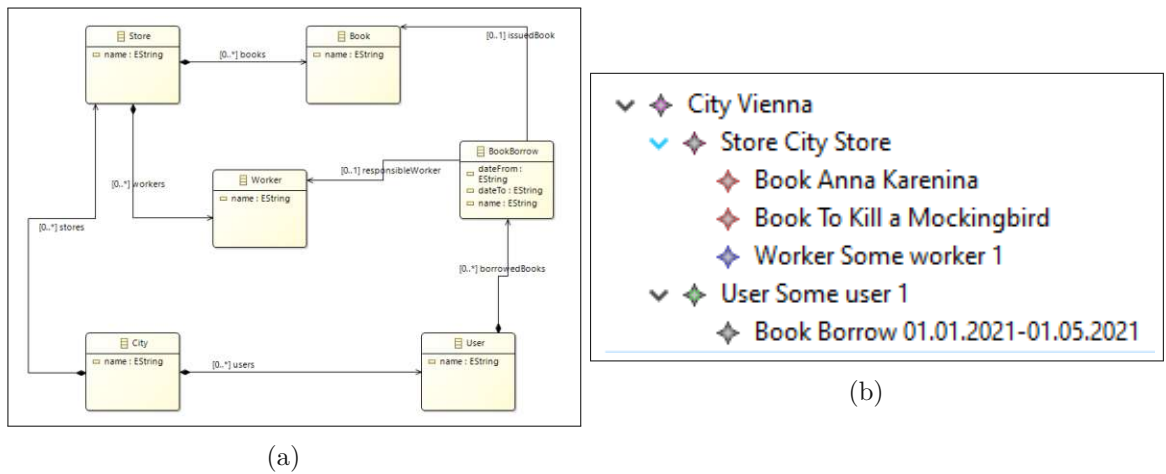 Store
name : EString
Book
name : EString
[0..1] issuedBook
[0..*] books
BookBorrow
dateFrom :
EString
dateTo : EString
name : EString
[0..1] responsibleWorker
Worker
name : EString
[0..*] workers
[0..*] stores
[0..*] borrowedBooks
City
name : EString
[0..*] users
User
name : EString
(a)
City Vienna
Store City Store
Book Anna Karenina
Book To Kill a Mockingbird
Worker Some worker 1
User Some user 1
Book Borrow 01.01.2021-01.05.2021
(b)